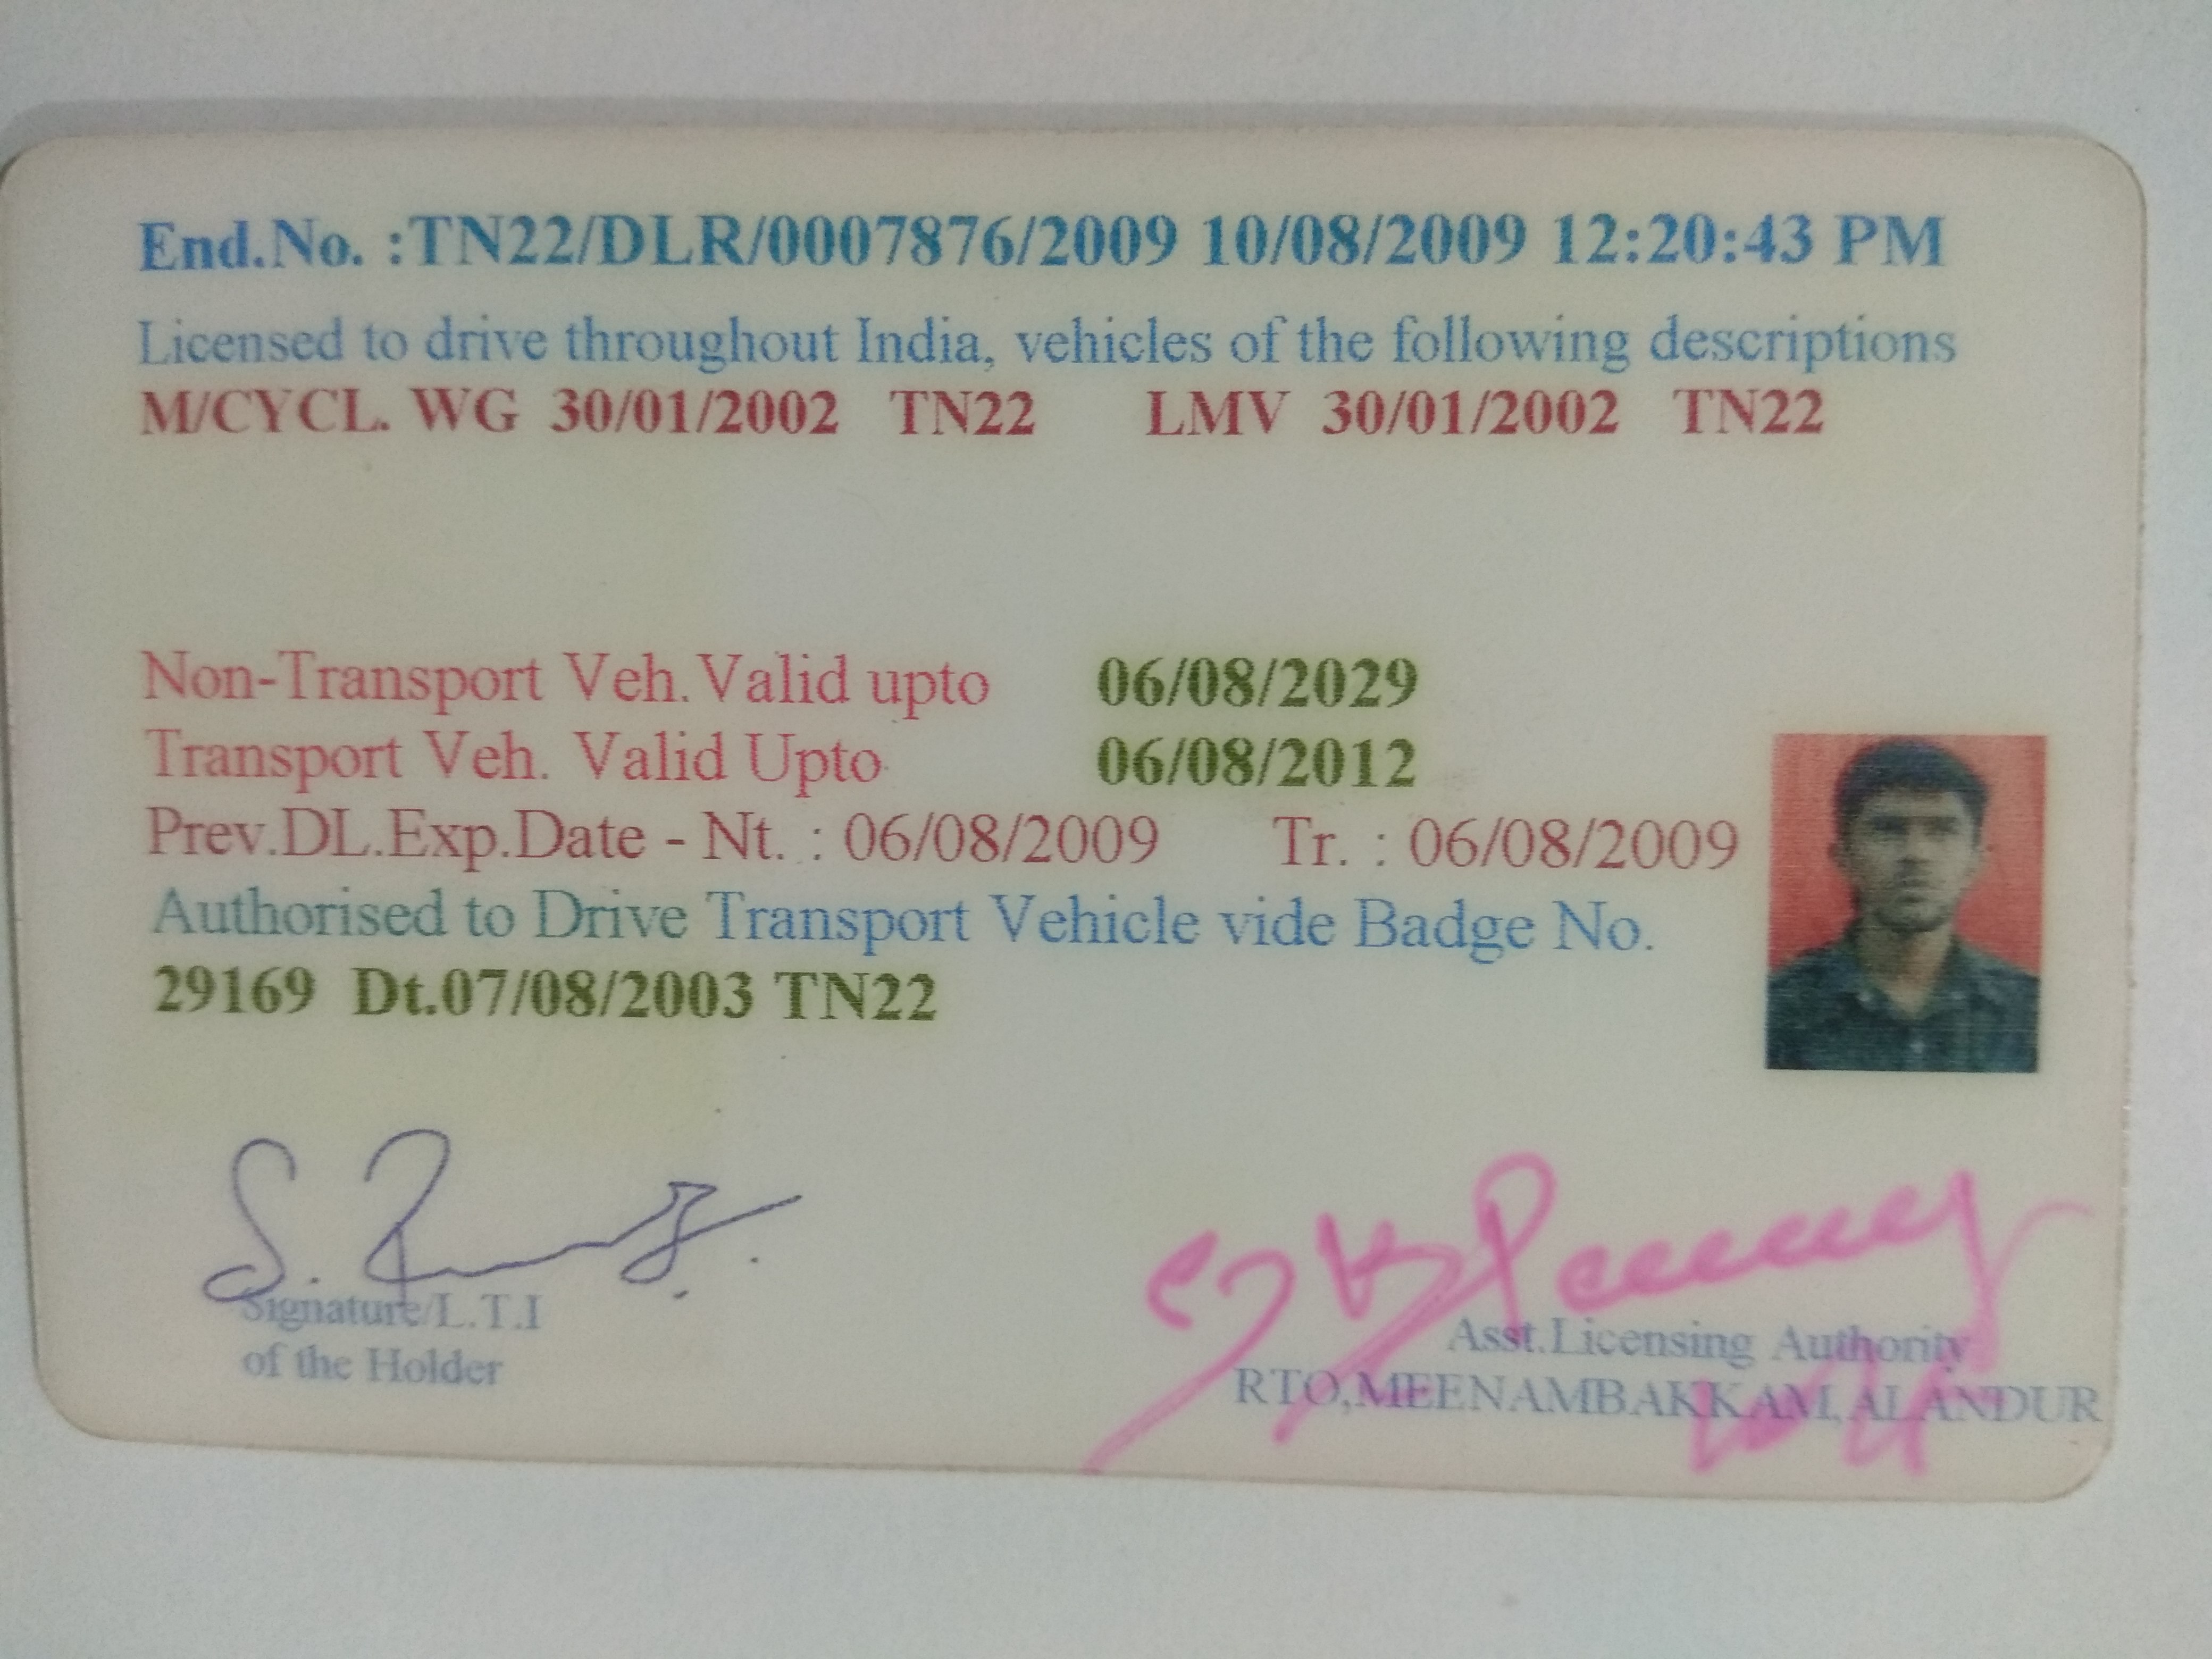 End.No. :TN22/DLR/0007876/2009 10/08/2009 12:20:43 PM
Licensed to drive throughout India, vehicles of the following descriptions
M/CYCL. WG 30/01/2002 TN22 LMV 30/01/2002 TN22
Non-Transport Veh.Valid upto 06/08/2029
Transport Veh. Valid Upto 06/08/2012
Prev.DL.Exp.Date - Nt. : 06/08/2009 Tr. : 06/08/2009
Authorised to Drive Transport Vehicle vide Badge No.
29169 Dt.07/08/2003 TN22
Signature/L.T.I
of the Holder
Asst.Licensing Authority
RTO,MEENAMBAKKAM,ALANDUR